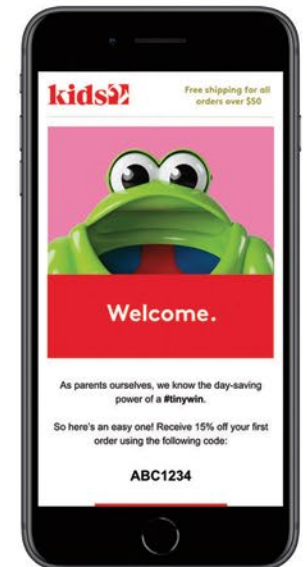 kids2
Free shipping for all
orders over $50
Welcome.
As parents ourselves, we know the day-saving
power of a #tinywin.
So here's an easy one! Receive 15% off your first
order using the following code:
ABC1234